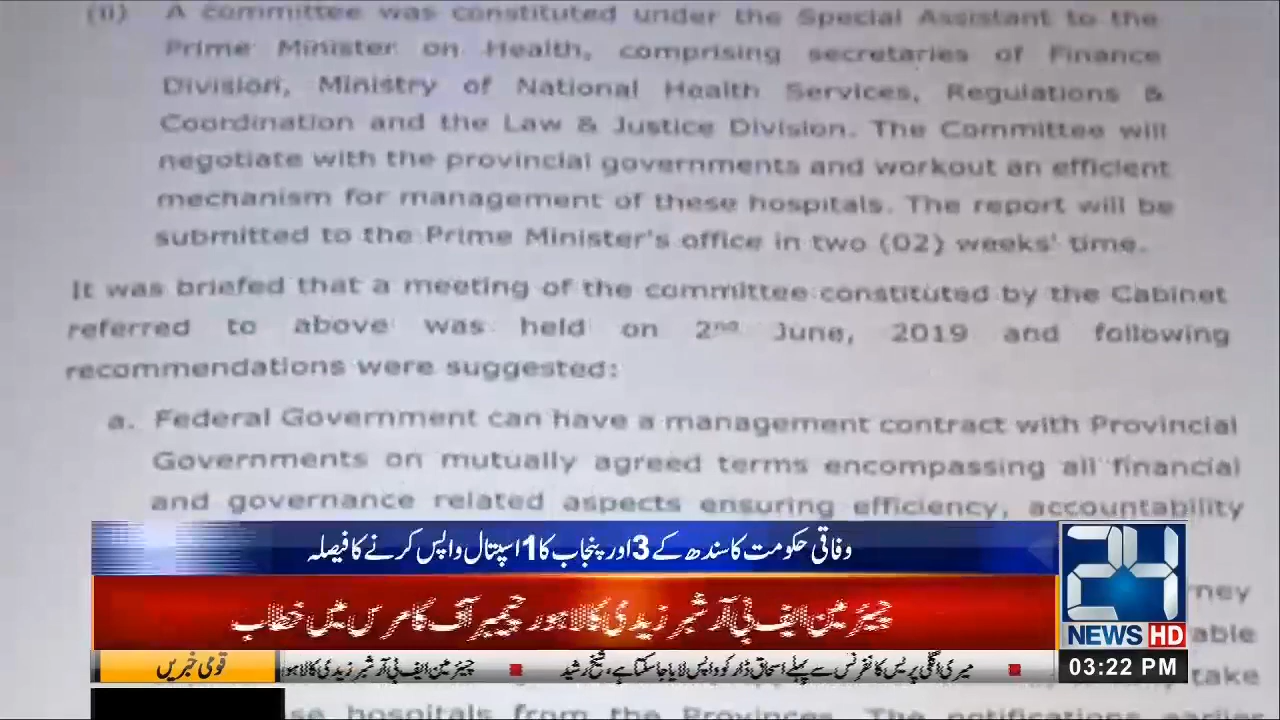 (ii) A committee was constituted under the Special Assistant to the
Prime Minister on Health, comprising secretaries of Finance
Division, Ministry of National Health Services, Regulations &
Coordination and the Law & Justice Division. The Committee will
negotiate with the provincial governments and workout an efficient
mechanism for management of these hospitals. The report will be
submitted to the Prime Minister's office in two (02) weeks' time.
It was briefed that a meeting of the committee constituted by the Cabinet
referred to above was held on 2nd June, 2019 and following
recommendations were suggested:
a. Federal Government can have a management contract with Provincial
Governments on mutually agreed terms encompassing all financial
and governance related aspects ensuring efficiency, accountability
وفاقی حکومت کا سندھ کے 3 اور پنجاب کا 1 اسپتال واپس کرنے کا فیصلہ
چیئرمین ایف بی آر شبر زیدی کا لاہور چیمبر آف کامرس میں خطاب
rney
able
take
24
NEWS HD
03:22 PM
قومی خبریں
میری اگلی پریس کانفرنس سے پہلے اسحاق ڈار کو واپس لایا جاسکتا ہے، شیخ رشید
چیئرمین ایف بی آر شبر زیدی کا لاہو
se hospitals from the Provinces. The notifications earlier